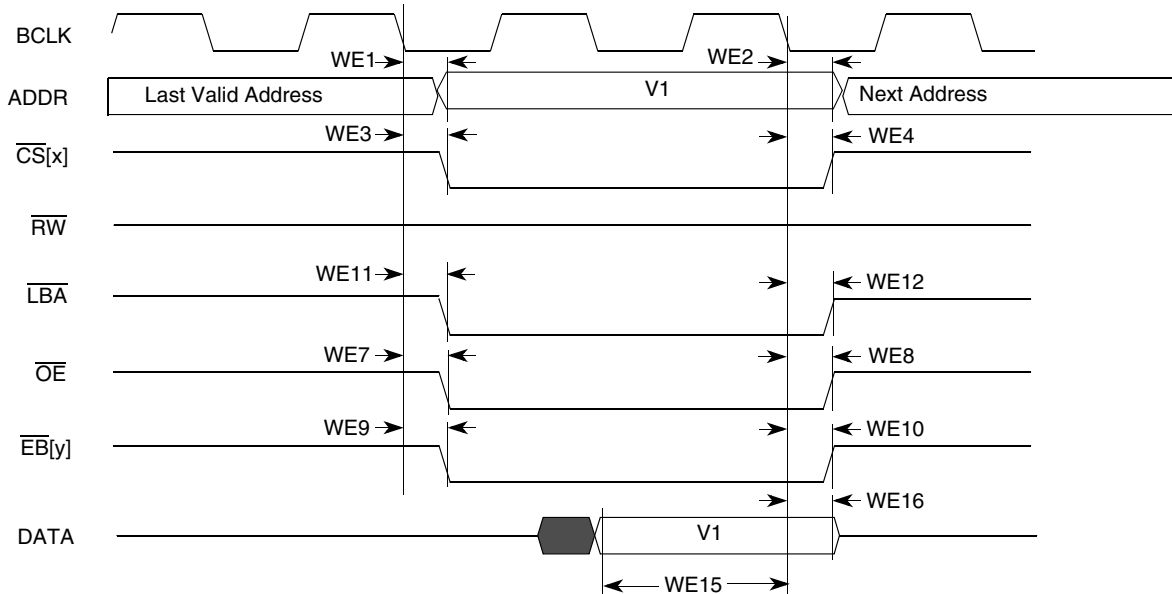 BCLK
WE1
WE2
ADDR
Last Valid Address
V1
Next Address
WE3
WE4
CS[x]
RW
WE11
WE12
LBA
WE7
WE8
OE
WE9
WE10
EB[y]
WE16
DATA
V1
WE15